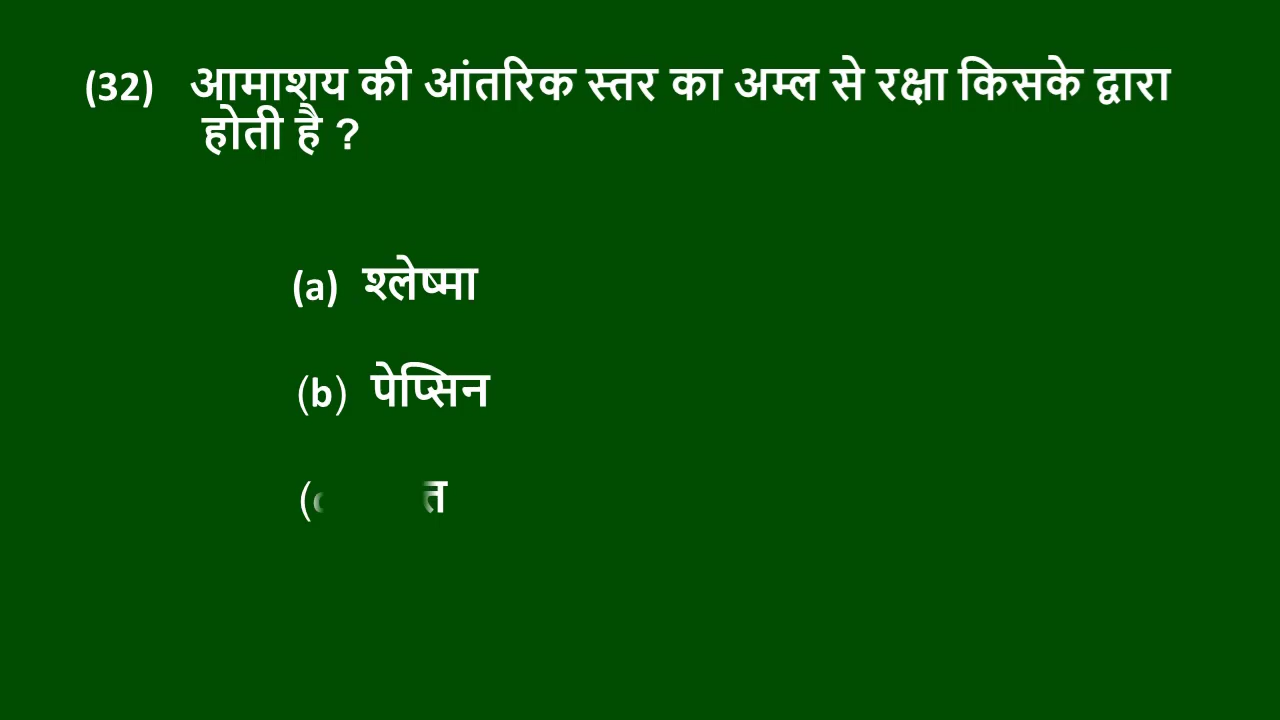 (32) आमाशय की आंतरिक स्तर का अम्ल से रक्षा किसके द्वारा
होती है ?
(a) श्लेष्मा
(b) पेप्सिन